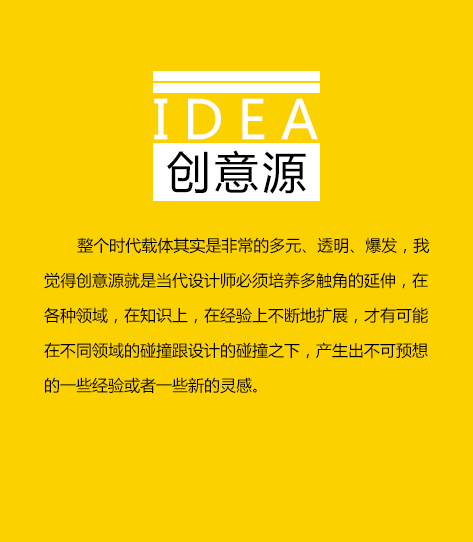 IDEA
创意源
整个时代载体其实是非常的多元、透明、爆发，我
觉得创意源就是当代设计师必须培养多触角的延伸，在
各种领域，在知识上，在经验上不断地扩展，才有可能
在不同领域的碰撞跟设计的碰撞之下，产生出不可预想
的一些经验或者一些新的灵感。